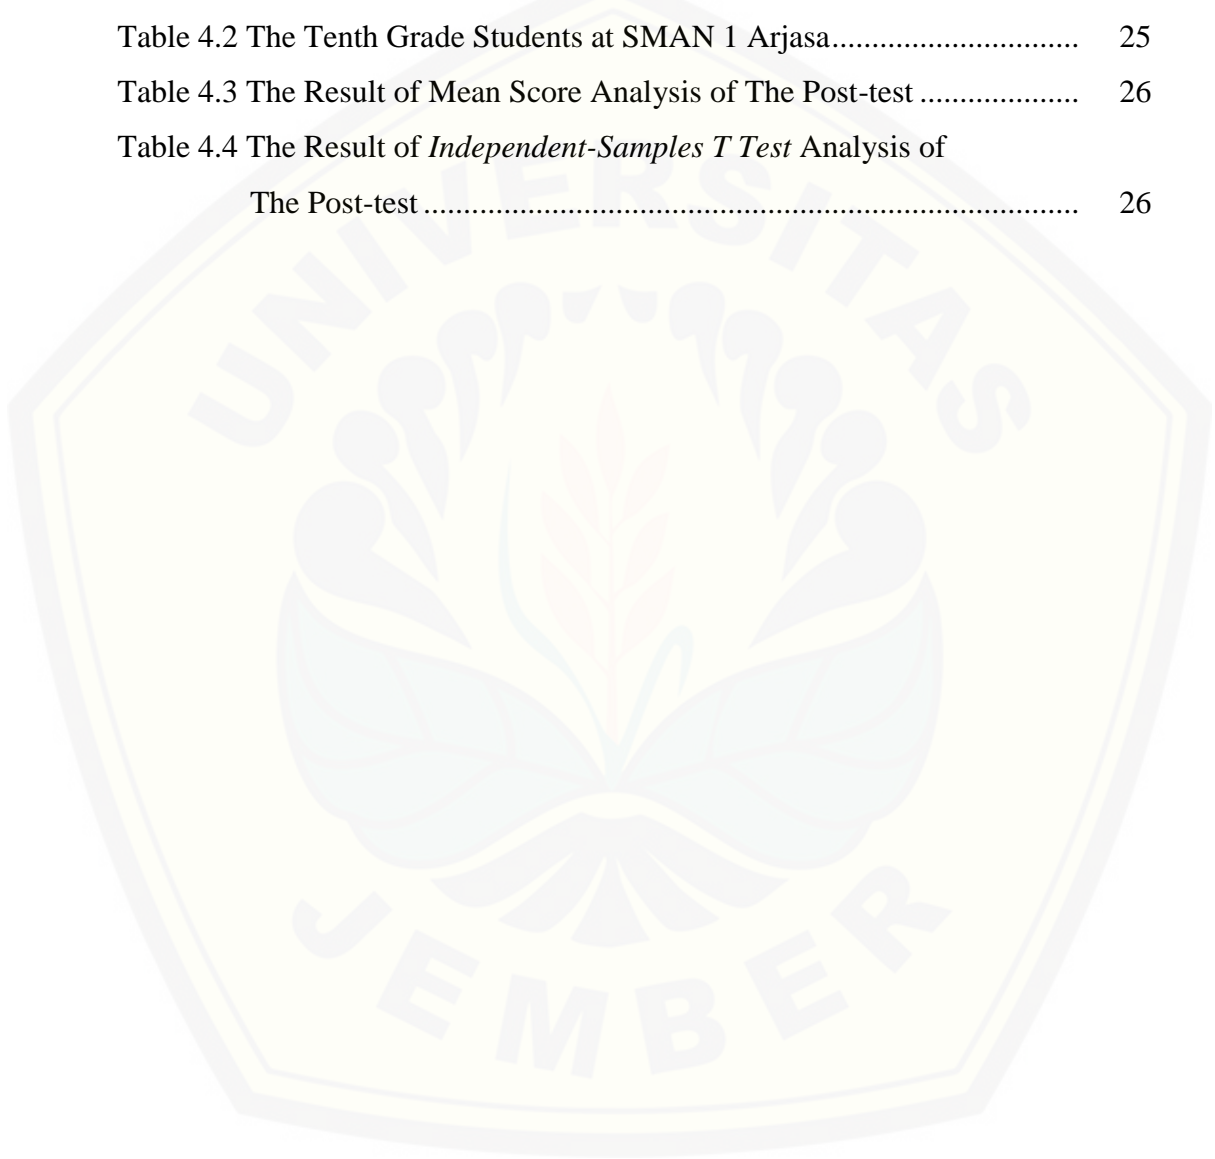 Table 4.2 The Tenth Grade Students at SMAN 1 Arjasa............................... 25
Table 4.3 The Result of Mean Score Analysis of The Post-test .................... 26
Table 4.4 The Result of Independent-Samples T Test Analysis of
The Post-test .................................................................................. 26
UNIVERSITAS
JEMBER